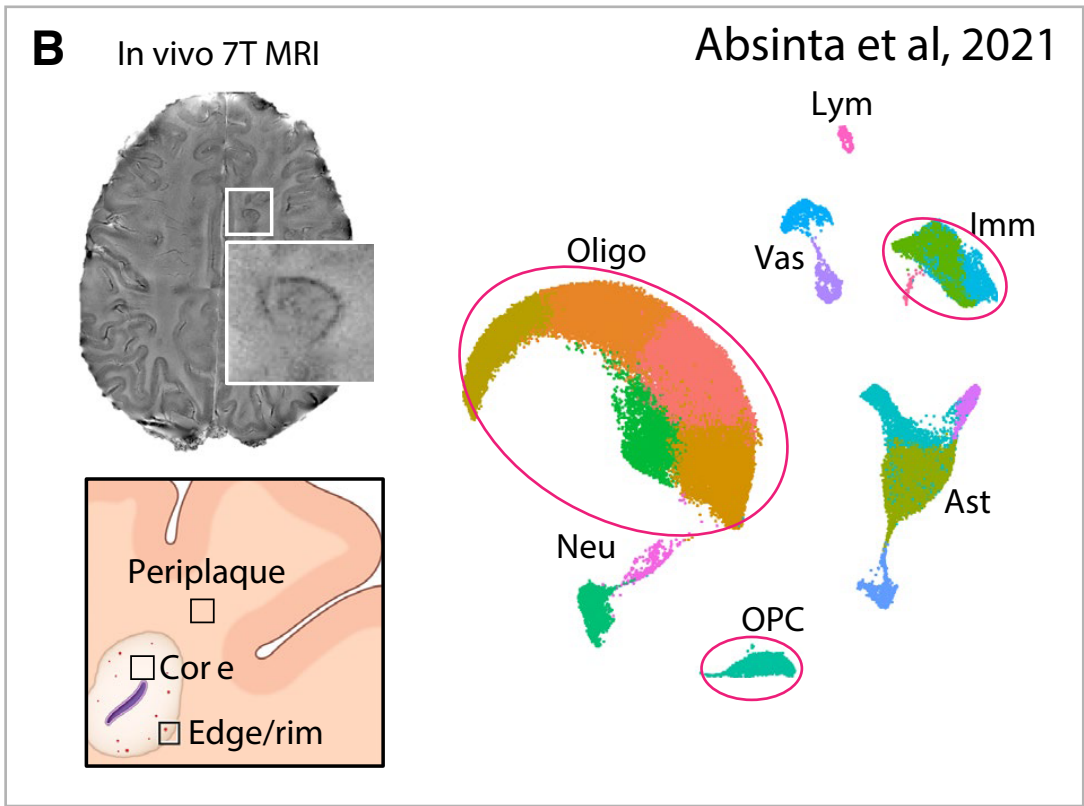 B
In vivo 7T MRI
Absinta et al, 2021
Lym
Imm
Vas
Oligo
Ast
Neu
OPC
Periplaque
Cor e
Edge/rim